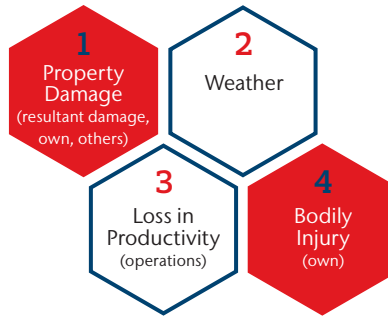 1
Property
Damage
(resultant damage,
own, others)
2
Weather
3
Loss in
Productivity
(operations)
4
Bodily
Injury
(own)